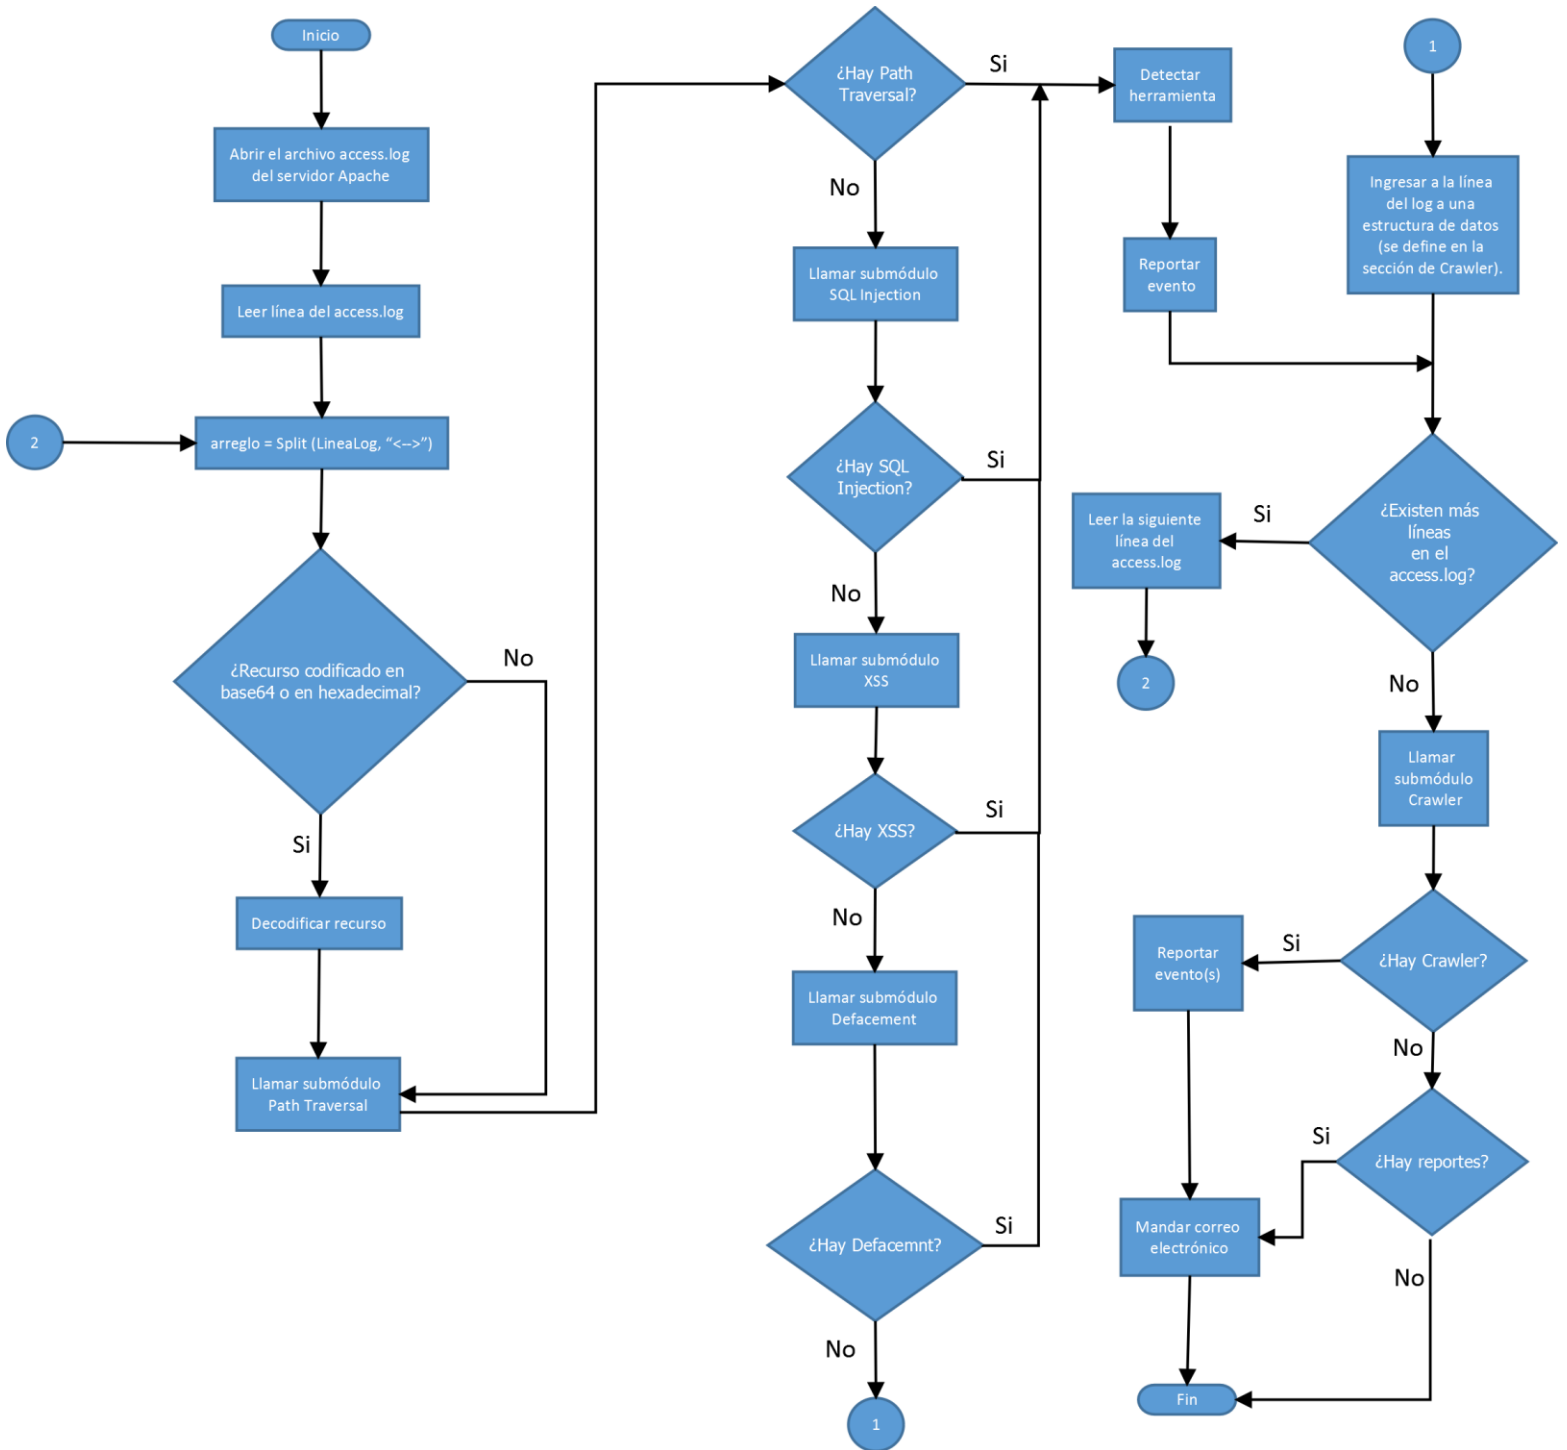 Inicio
Abrir el archivo access.log
del servidor Apache
Leer línea del access.log
2
arreglo = Split (LineaLog, “<-->”)
¿Recurso codificado en
base64 o en hexadecimal?
No
Si
Decodificar recurso
Llamar submódulo
Path Traversal
¿Hay Path
Traversal?
Si
No
Llamar submódulo
SQL Injection
¿Hay SQL
Injection?
Si
No
Llamar submódulo
XSS
¿Hay XSS?
Si
No
Llamar submódulo
Defacement
¿Hay Defacemnt?
Si
No
1
Detectar
herramienta
Reportar
evento
1
Ingresar a la línea
del log a una
estructura de datos
(se define en la
sección de Crawler).
¿Existen más
líneas
en el
access.log?
Si
Leer la siguiente
línea del
access.log
2
No
Llamar
submódulo
Crawler
¿Hay Crawler?
Si
Reportar
evento(s)
No
¿Hay reportes?
Si
Mandar correo
electrónico
No
Fin